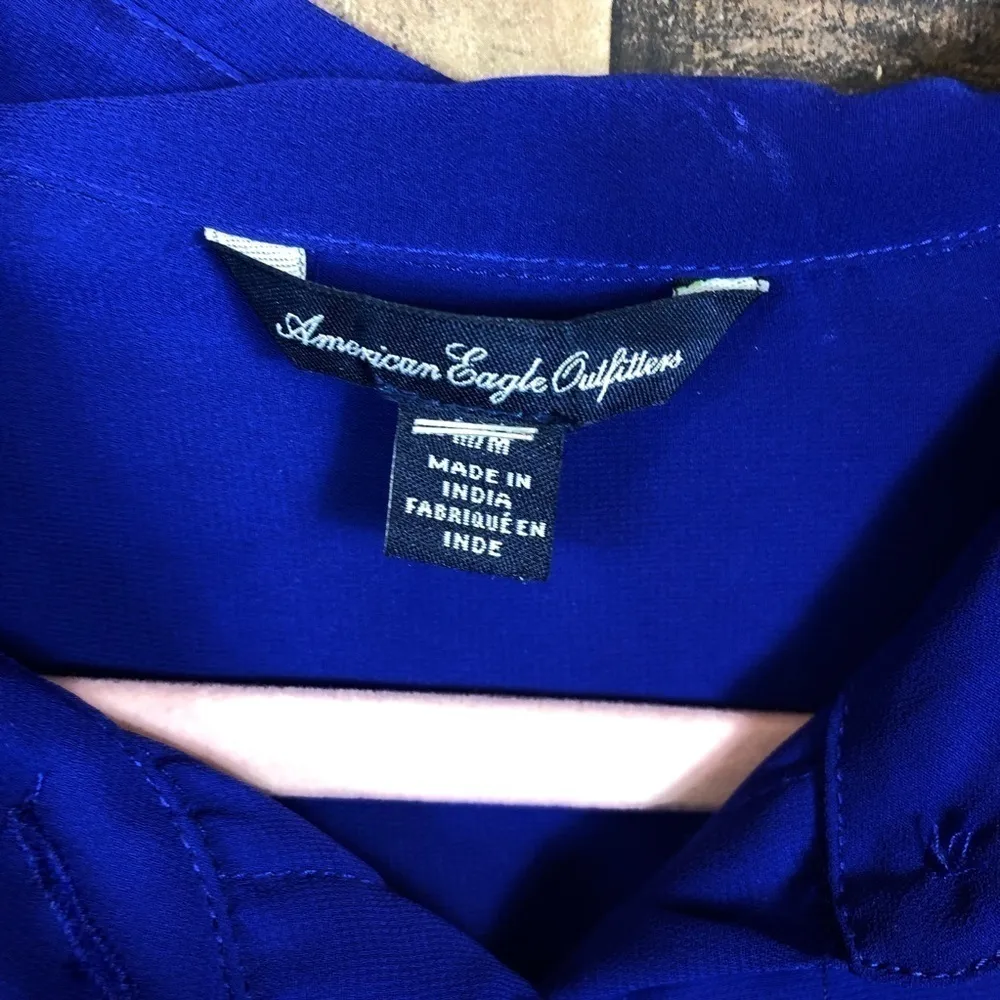 American Eagle Outfitters
M/M
MADE IN
INDIA
FABRIQUÉ EN
INDE